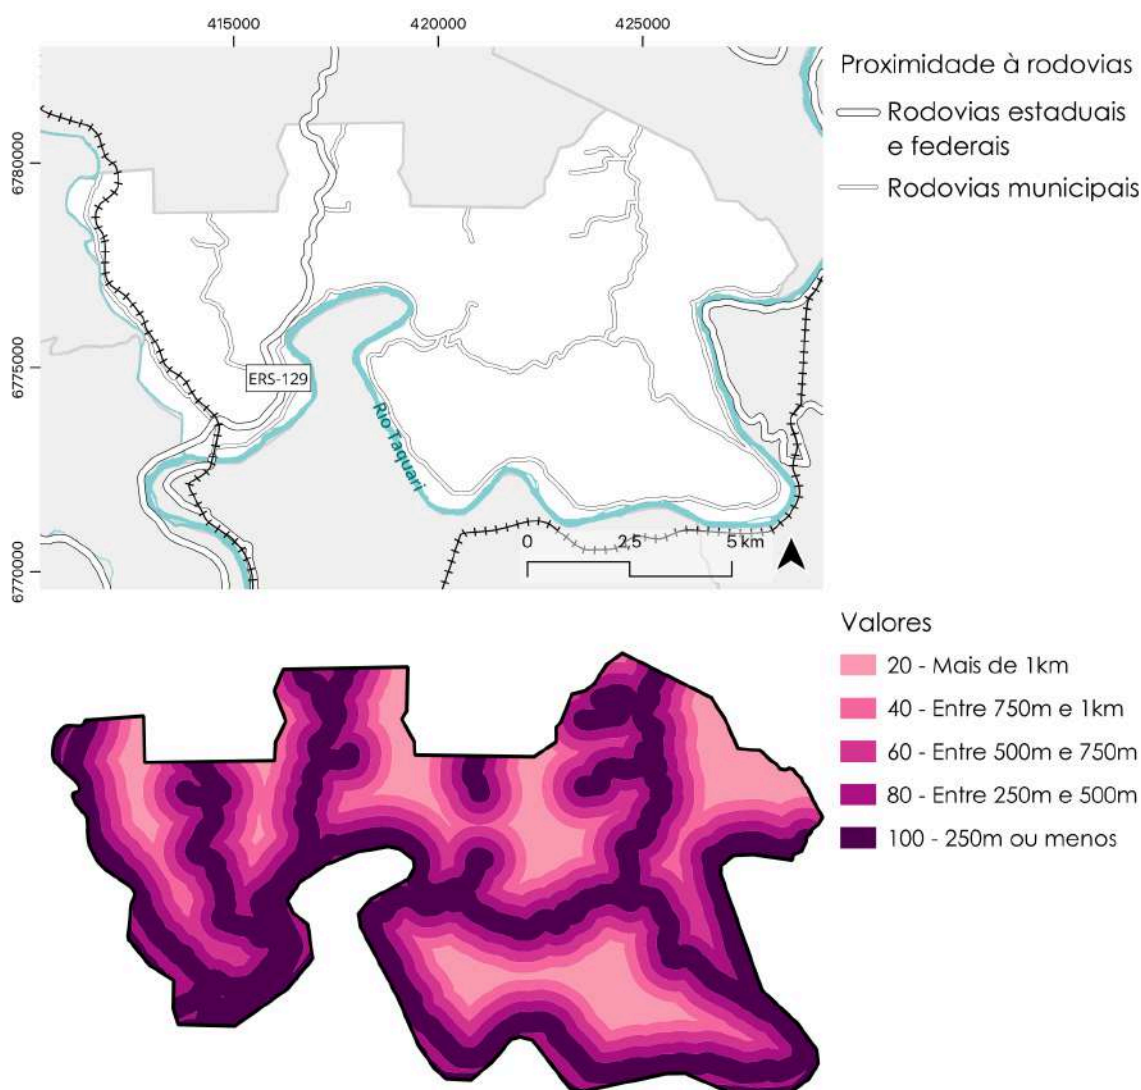 415000
420000
425000
6780000
6775000
6770000
Proximidade à rodovias
Rodovias estaduais
e federais
Rodovias municipais
ERS-129
Rio Taquari
0
2,5
5 km
Valores
20 - Mais de 1km
40 - Entre 750m e 1km
60 - Entre 500m e 750m
80 - Entre 250m e 500m
100 - 250m ou menos